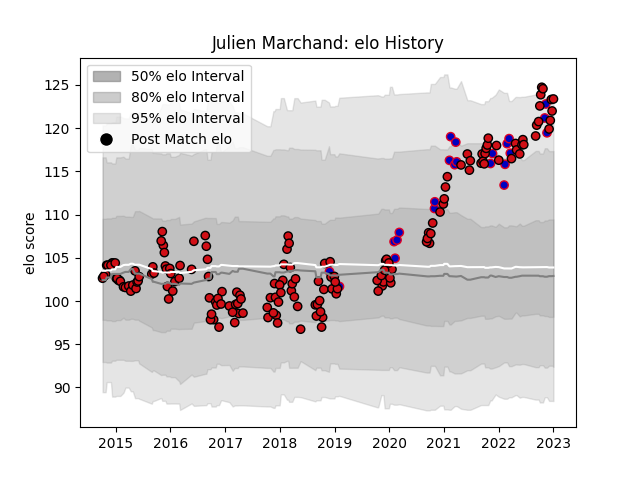 Julien Marchand: elo History
50% elo Interval
80% elo Interval
95% elo Interval
Post Match elo
elo score
125
120
115
110
105
100
95
90
2015 2016 2017 2018 2019 2020 2021 2022 2023